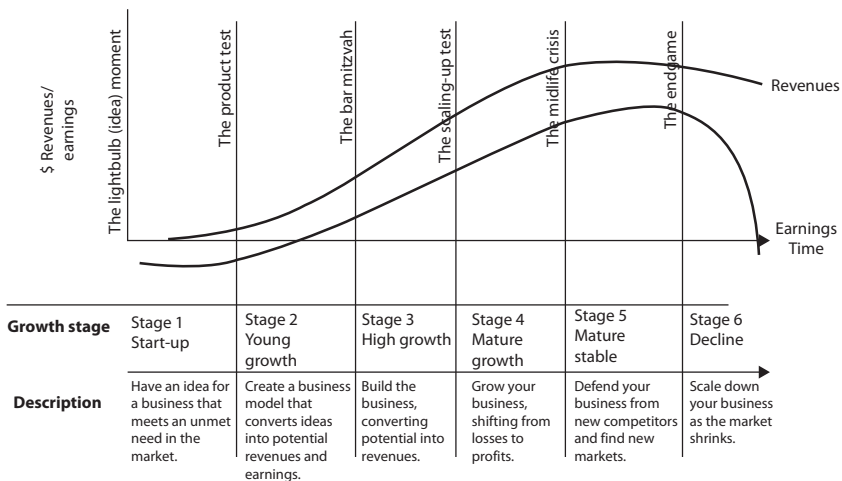 $ Revenues/
earnings
The lightbulb (idea) moment
The product test
The bar mitzvah
The scaling-up test
The midlife crisis
The endgame
Revenues
Earnings
Time
Growth stage
Stage 1
Start-up
Stage 2
Young
growth
Stage 3
High growth
Stage 4
Mature
growth
Stage 5
Mature
stable
Stage 6
Decline
Description
Have an idea for
a business that
meets an unmet
need in the
market.
Create a business
model that
converts ideas
into potential
revenues and
earnings.
Build the
business,
converting
potential into
revenues.
Grow your
business,
shifting from
losses to
profits.
Defend your
business from
new competitors
and find new
markets.
Scale down
your business
as the market
shrinks.